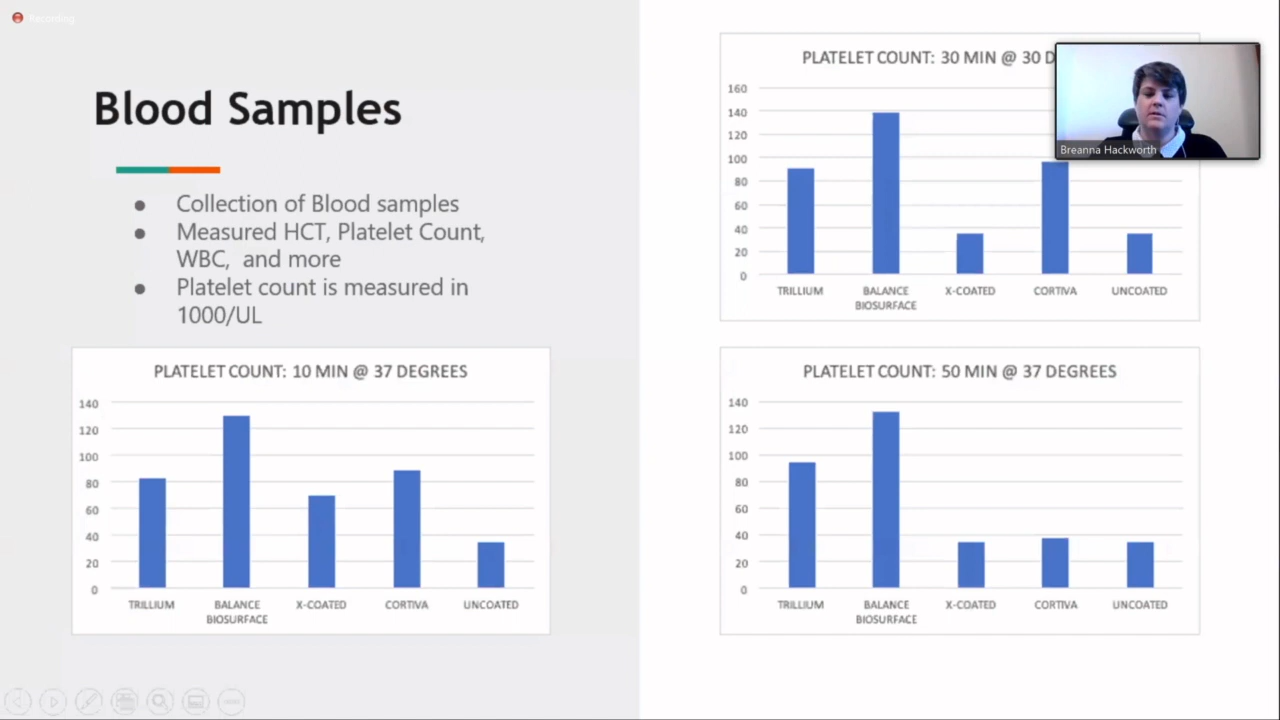 Recording
Blood Samples
● Collection of Blood samples
● Measured HCT, Platelet Count,
WBC, and more
● Platelet count is measured in
1000/UL
PLATELET COUNT: 10 MIN @ 37 DEGREES
140
120
100
80
60
40
20
0
TRILLIUM BALANCE X-COATED CORTIVA UNCOATED
BIOSURFACE
PLATELET COUNT: 30 MIN @ 30 D
160
140
120
100
80
60
40
20
0
TRILLIUM BALANCE X-COATED CORTIVA UNCOATED
BIOSURFACE
Breanna Hackworth
PLATELET COUNT: 50 MIN @ 37 DEGREES
140
120
100
80
60
40
20
0
TRILLIUM BALANCE X-COATED CORTIVA UNCOATED
BIOSURFACE